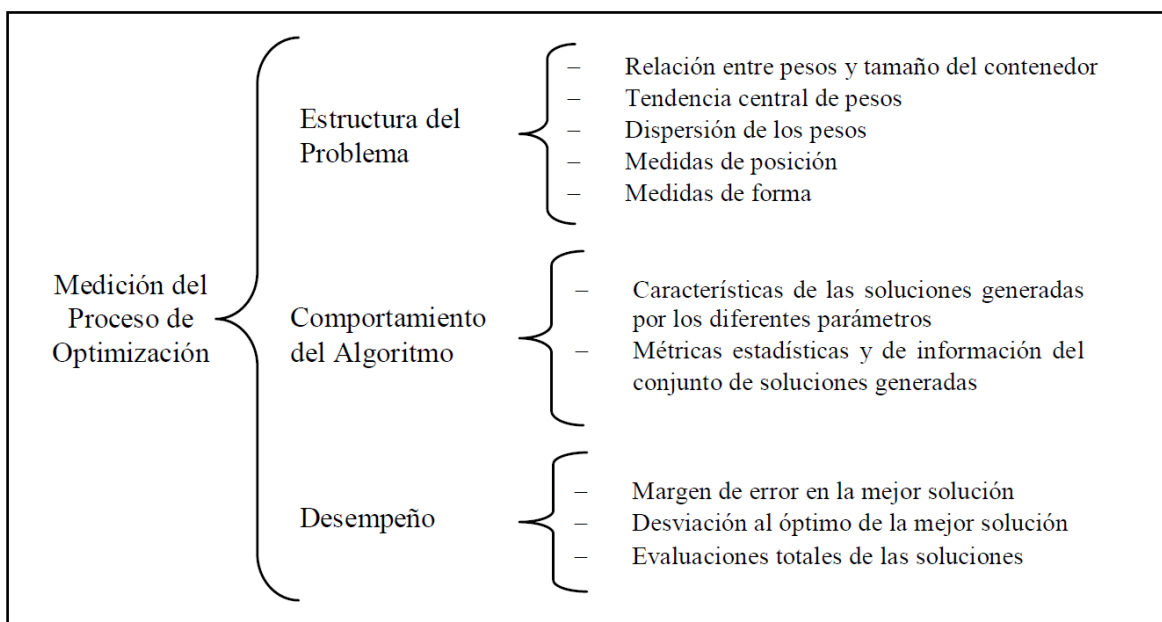 Medición del
Proceso de
Optimización
Estructura del
Problema
– Relación entre pesos y tamaño del contenedor
– Tendencia central de pesos
– Dispersión de los pesos
– Medidas de posición
– Medidas de forma
Comportamiento
del Algoritmo
– Características de las soluciones generadas
por los diferentes parámetros
– Métricas estadísticas y de información del
conjunto de soluciones generadas
Desempeño
– Margen de error en la mejor solución
– Desviación al óptimo de la mejor solución
– Evaluaciones totales de las soluciones